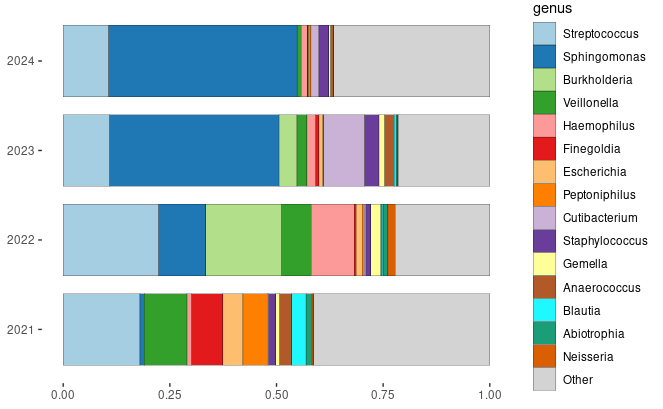 genus
Streptococcus
Sphingomonas
Burkholderia
Veillonella
Haemophilus
Finegoldia
Escherichia
Peptoniphilus
Cutibacterium
Staphylococcus
Gemella
Anaerococcus
Blautia
Abiotrophia
Neisseria
Other
2024
2023
2022
2021
0.00 0.25 0.50 0.75 1.00